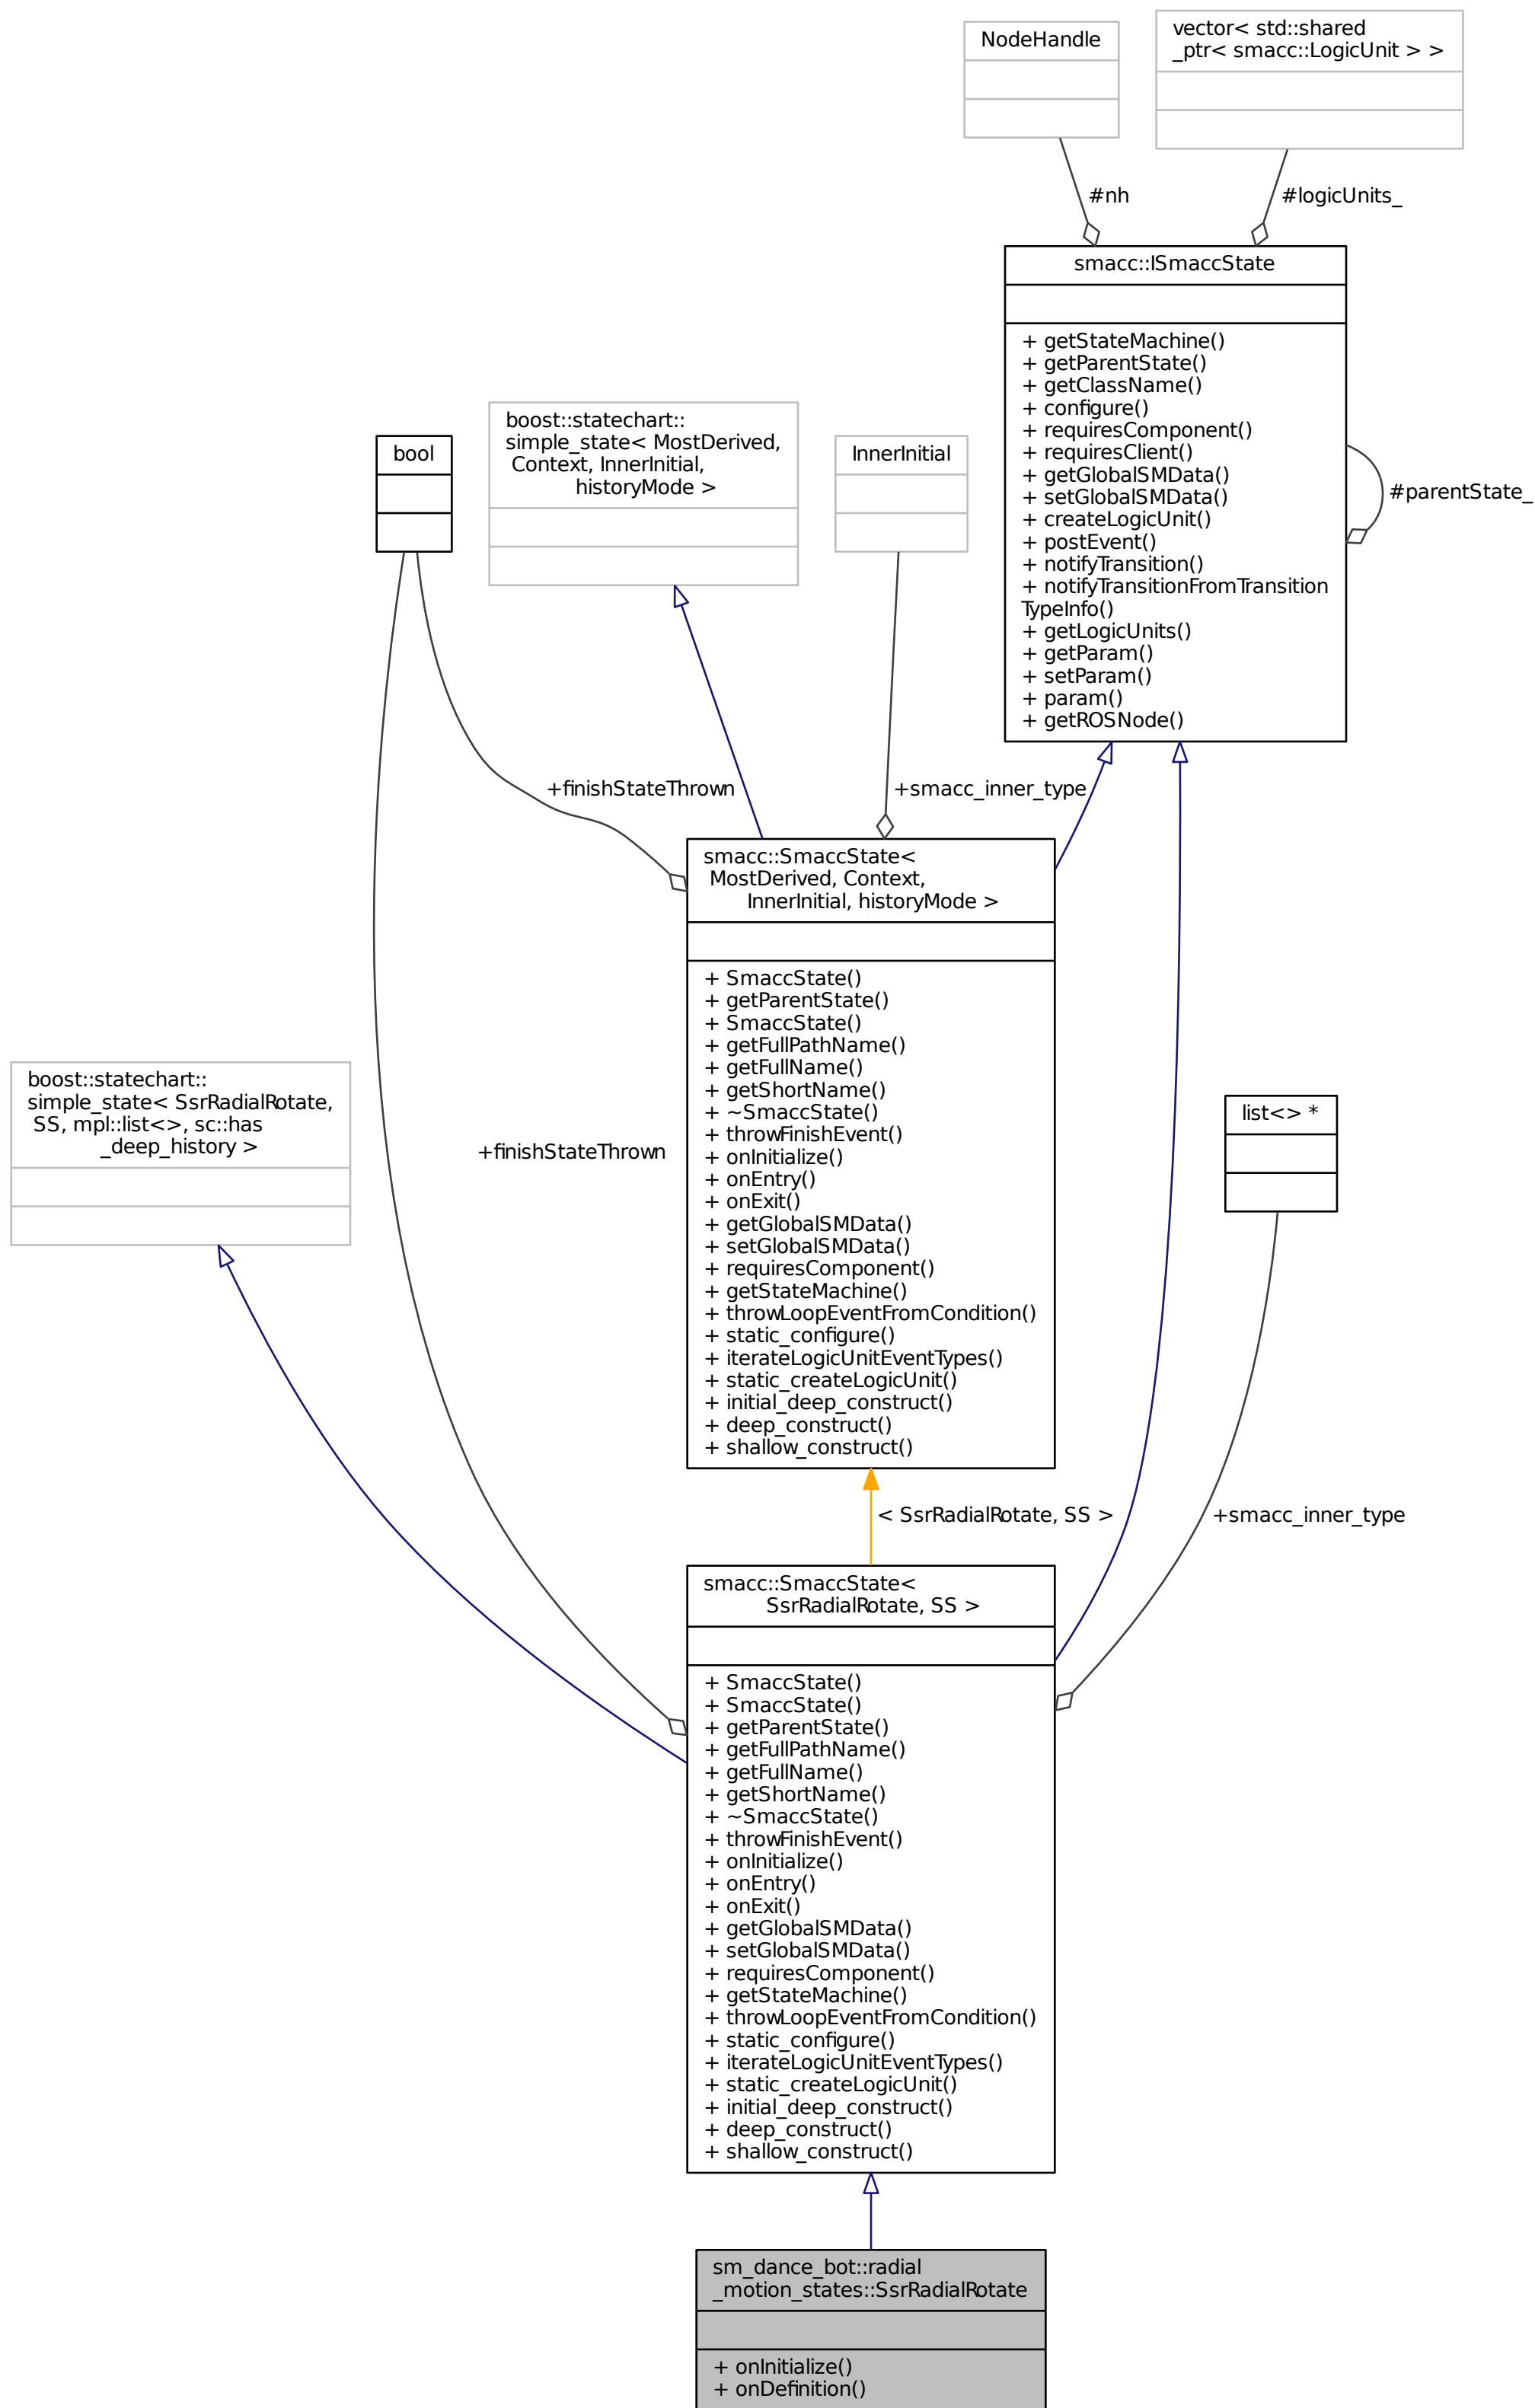 NodeHandle
vector< std::shared
_ptr< smacc::LogicUnit > >
#nh
#logicUnits_
smacc::ISmaccState
+ getStateMachine()
+ getParentState()
+ getClassName()
+ configure()
+ requiresComponent()
+ requiresClient()
+ getGlobalSMData()
+ setGlobalSMData()
+ createLogicUnit()
+ postEvent()
+ notifyTransition()
+ notifyTransitionFromTransition
TypeInfo()
+ getLogicUnits()
+ getParam()
+ setParam()
+ param()
+ getROSNode()
#parentState_
bool
boost::statechart::
simple_state< MostDerived,
Context, InnerInitial,
historyMode >
InnerInitial
+finishStateThrown
+smacc_inner_type
smacc::SmaccState<
MostDerived, Context,
InnerInitial, historyMode >
+ SmaccState()
+ getParentState()
+ SmaccState()
+ getFullPathName()
+ getFullName()
+ getShortName()
+ ~SmaccState()
+ throwFinishEvent()
+ onInitialize()
+ onEntry()
+ onExit()
+ getGlobalSMData()
+ setGlobalSMData()
+ requiresComponent()
+ getStateMachine()
+ throwLoopEventFromCondition()
+ static_configure()
+ iterateLogicUnitEventTypes()
+ static_createLogicUnit()
+ initial_deep_construct()
+ deep_construct()
+ shallow_construct()
boost::statechart::
simple_state< SsrRadialRotate,
SS, mpl::list<>, sc::has
_deep_history >
+finishStateThrown
list<> *
< SsrRadialRotate, SS >
+smacc_inner_type
smacc::SmaccState<
SsrRadialRotate, SS >
+ SmaccState()
+ SmaccState()
+ getParentState()
+ getFullPathName()
+ getFullName()
+ getShortName()
+ ~SmaccState()
+ throwFinishEvent()
+ onInitialize()
+ onEntry()
+ onExit()
+ getGlobalSMData()
+ setGlobalSMData()
+ requiresComponent()
+ getStateMachine()
+ throwLoopEventFromCondition()
+ static_configure()
+ iterateLogicUnitEventTypes()
+ static_createLogicUnit()
+ initial_deep_construct()
+ deep_construct()
+ shallow_construct()
sm_dance_bot::radial
_motion_states::SsrRadialRotate
+ onInitialize()
+ onDefinition()